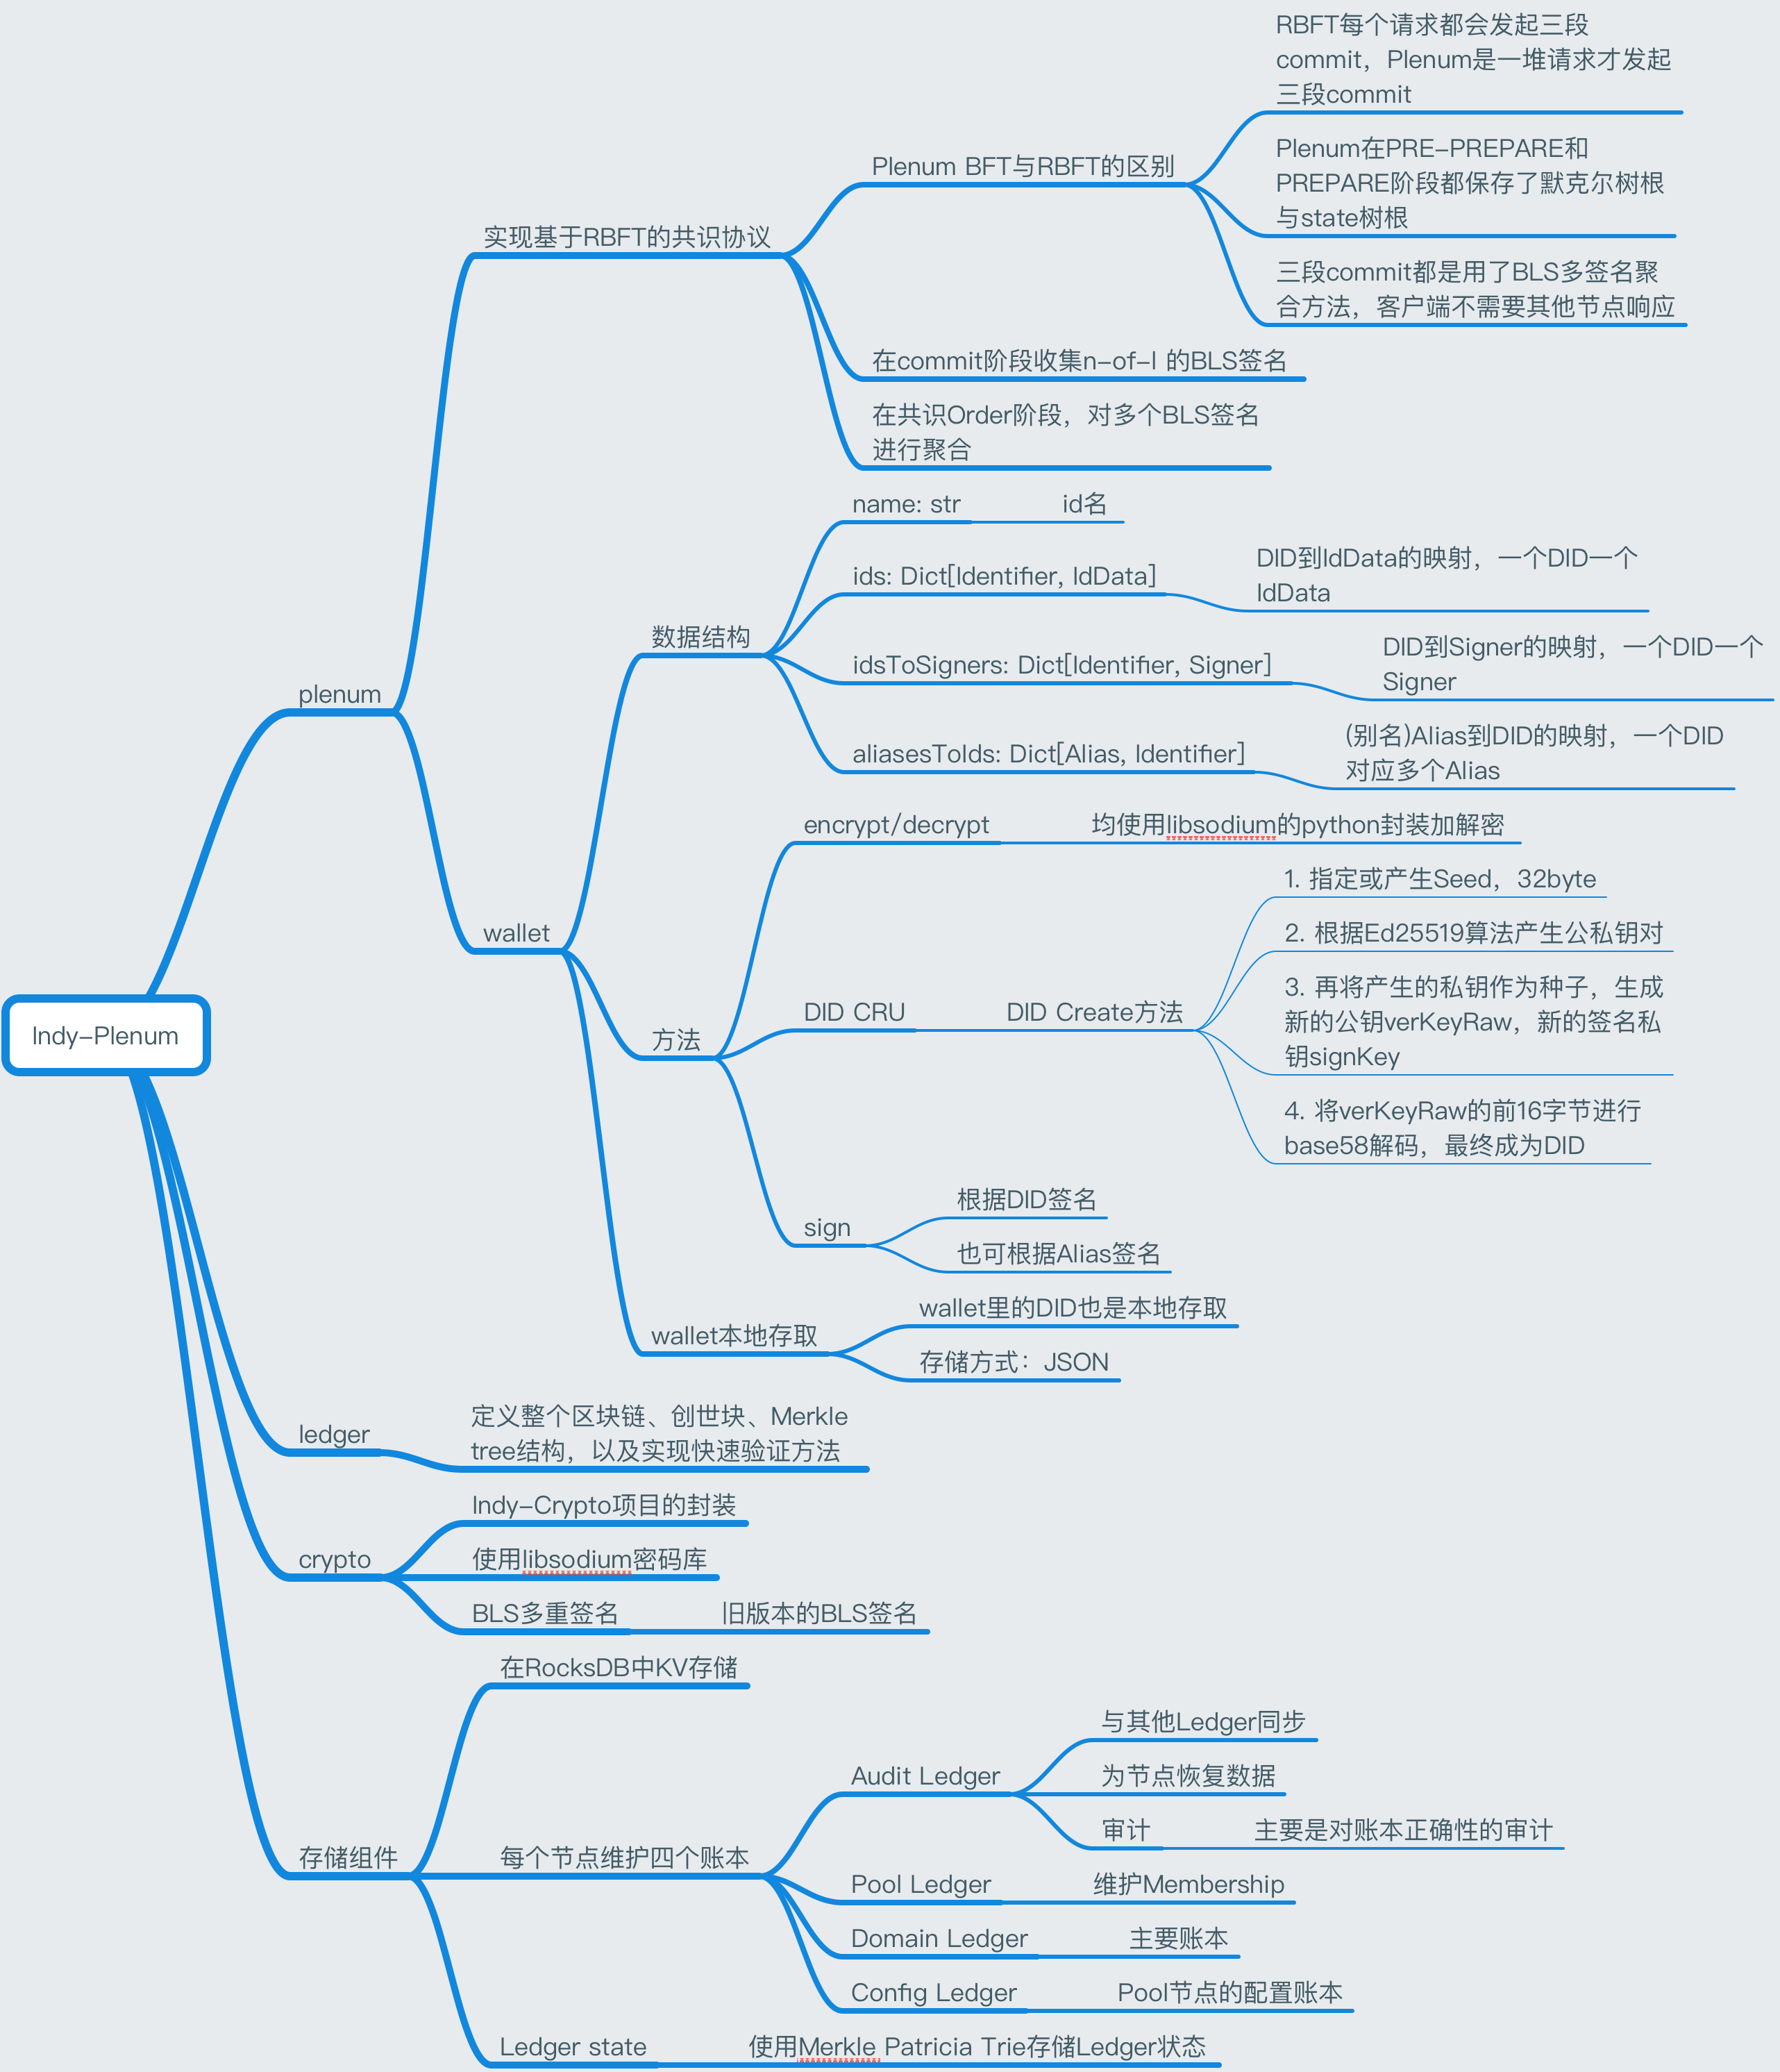 Indy-Plenum
plenum
实现基于RBFT的共识协议
Plenum BFT与RBFT的区别
RBFT每个请求都会发起三段
commit，Plenum是一堆请求才发起
三段commit
Plenum在PRE-PREPARE和
PREPARE阶段都保存了默克尔树根
与state树根
三段commit都是用了BLS多签名聚
合方法，客户端不需要其他节点响应
在commit阶段收集n-of-I 的BLS签名
在共识Order阶段，对多个BLS签名
进行聚合
wallet
数据结构
name: str
id名
ids: Dict[Identifier, IdData]
DID到IdData的映射，一个DID一个
IdData
idsToSigners: Dict[Identifier, Signer]
DID到Signer的映射，一个DID一个
Signer
aliasesToIds: Dict[Alias, Identifier]
(别名)Alias到DID的映射，一个DID
对应多个Alias
方法
encrypt/decrypt
均使用libsodium的python封装加解密
DID CRU
DID Create方法
1. 指定或产生Seed，32byte
2. 根据Ed25519算法产生公私钥对
3. 再将产生的私钥作为种子，生成
新的公钥verKeyRaw，新的签名私
钥signKey
4. 将verKeyRaw的前16字节进行
base58解码，最终成为DID
sign
根据DID签名
也可根据Alias签名
wallet本地存取
wallet里的DID也是本地存取
存储方式：JSON
ledger
定义整个区块链、创世块、Merkle
tree结构，以及实现快速验证方法
crypto
Indy-Crypto项目的封装
使用libsodium密码库
BLS多重签名
旧版本的BLS签名
存储组件
在RocksDB中KV存储
每个节点维护四个账本
Audit Ledger
与其他Ledger同步
为节点恢复数据
审计
主要是对账本正确性的审计
Pool Ledger
维护Membership
Domain Ledger
主要账本
Config Ledger
Pool节点的配置账本
Ledger state
使用Merkle Patricia Trie存储Ledger状态